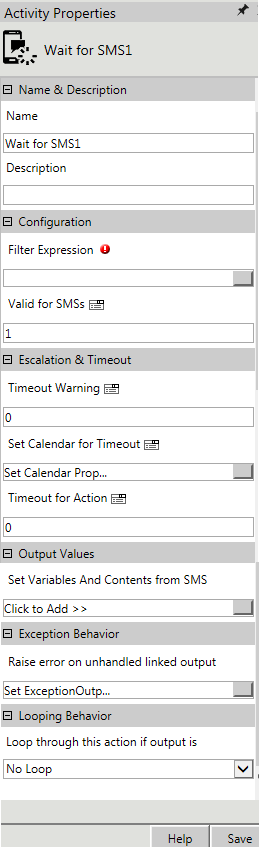 Activity Properties
Wait for SMS1
Name & Description
Name
Wait for SMS1
Description
Configuration
Filter Expression
Valid for SMSs
1
Escalation & Timeout
Timeout Warning
0
Set Calendar for Timeout
Set Calendar Prop...
Timeout for Action
0
Output Values
Set Variables And Contents from SMS
Click to Add >>
Exception Behavior
Raise error on unhandled linked output
Set ExceptionOutp...
Looping Behavior
Loop through this action if output is
No Loop
Help Save